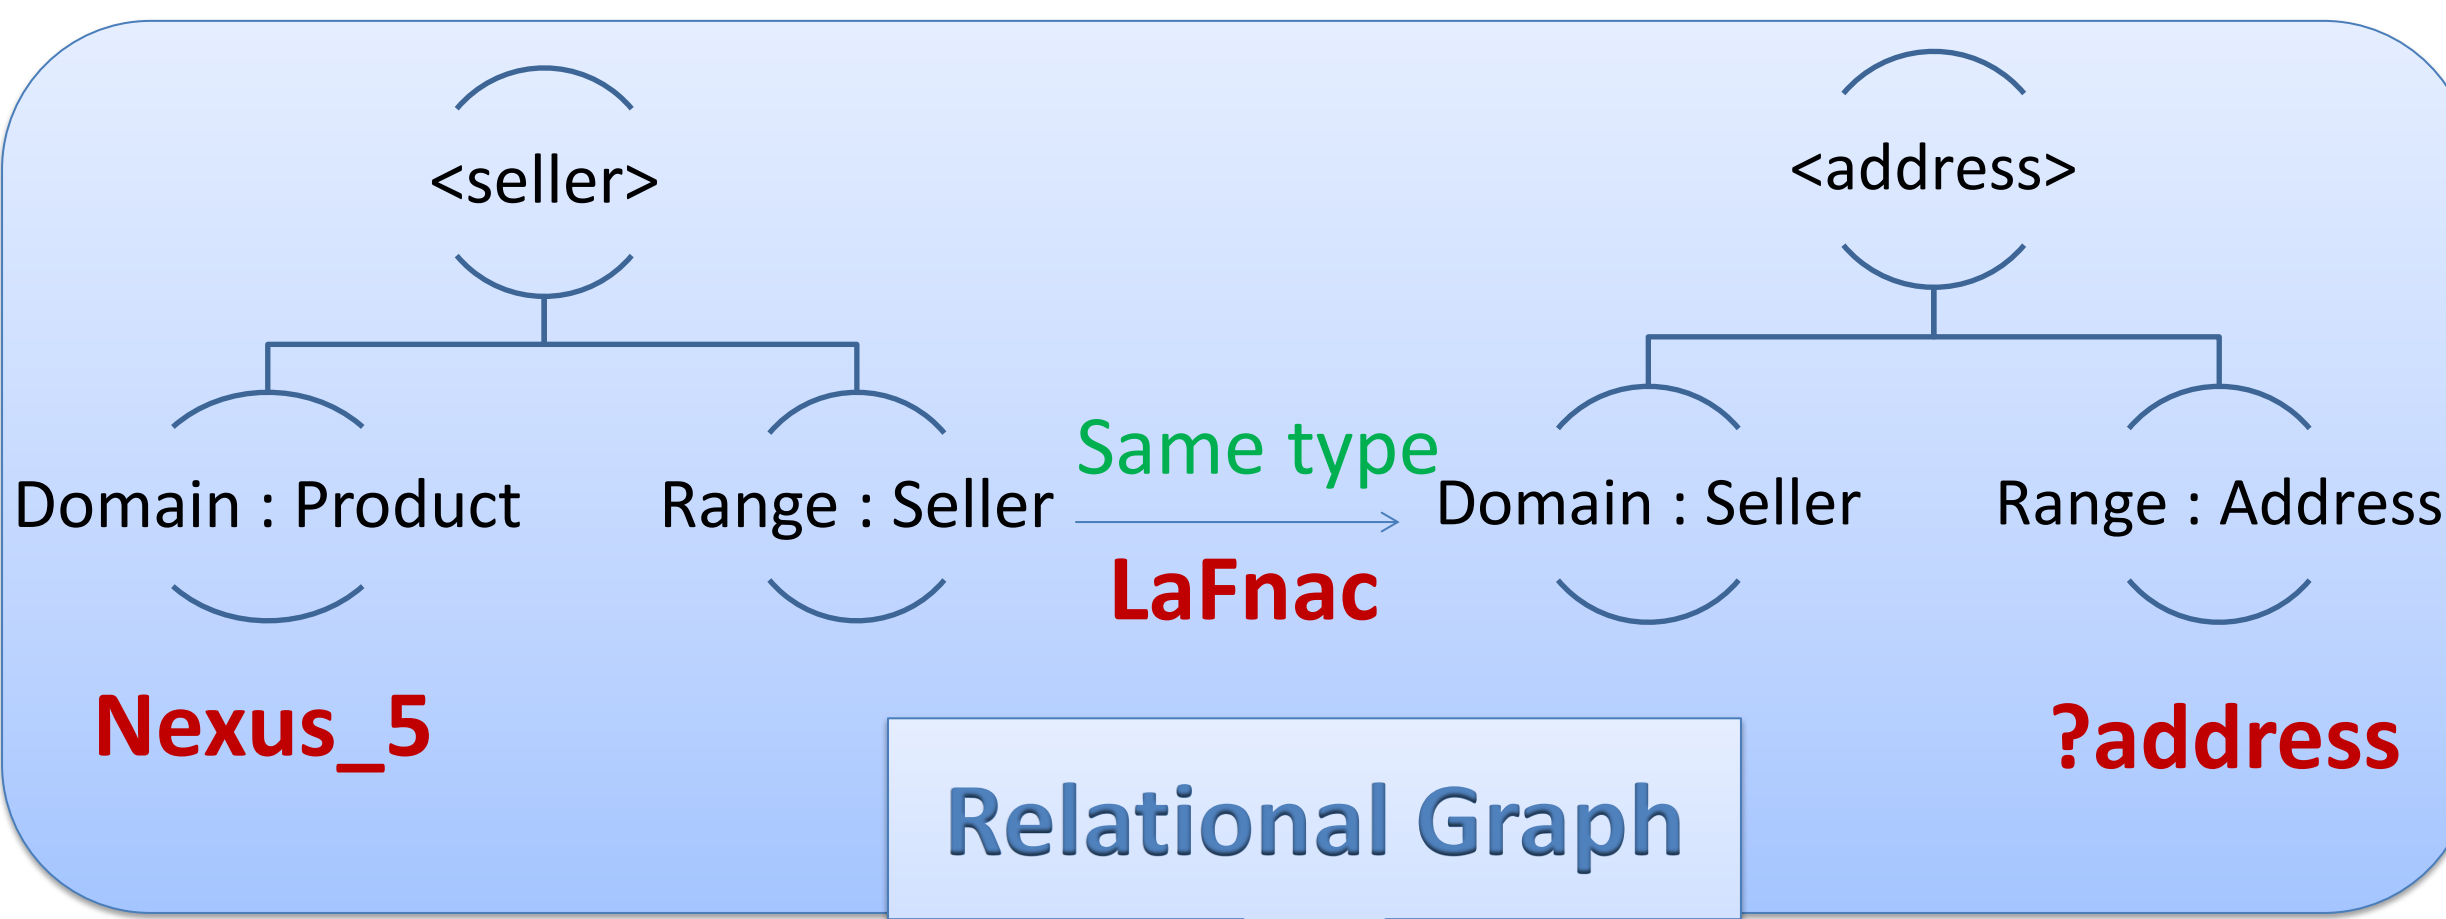 <seller>
<address>
Domain : Product
Range : Seller
Same type
LaFnac
Domain : Seller
Range : Address
Nexus_5
?address
Relational Graph